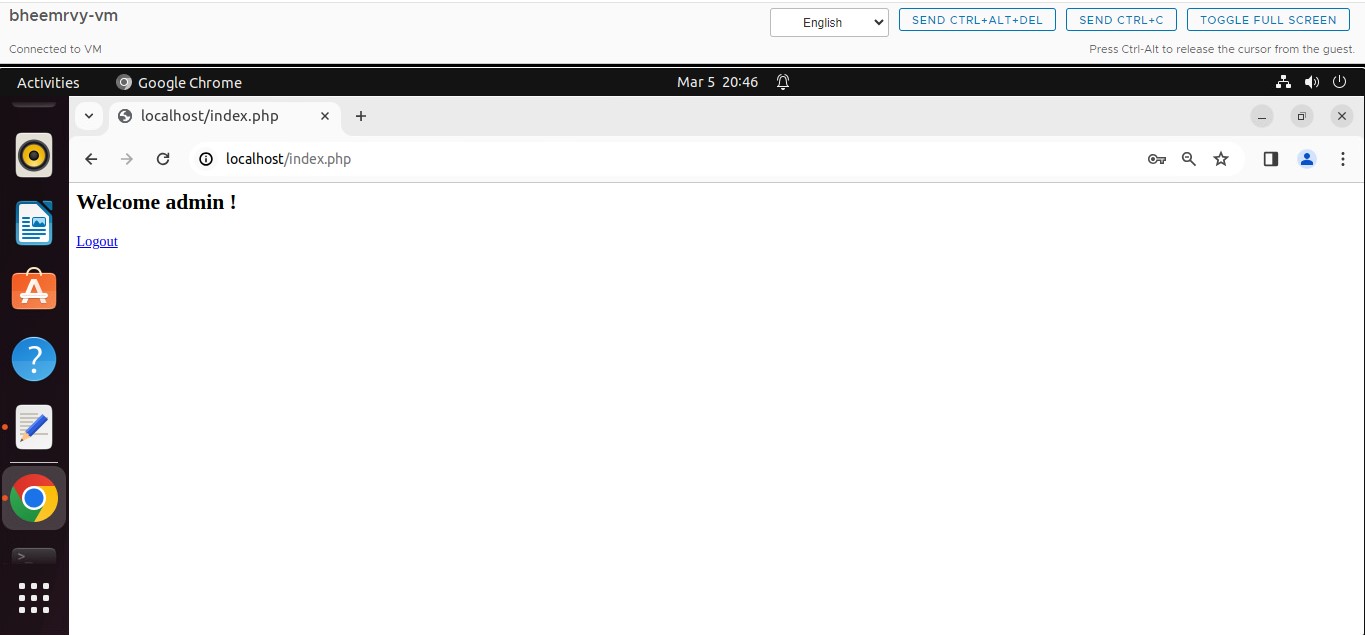 bheemrvy-vm
English
SEND CTRL+ALT+DEL
SEND CTRL+C
TOGGLE FULL SCREEN
Connected to VM
Press Ctrl-Alt to release the cursor from the guest.
Activities
Google Chrome
Mar 5 20:46
localhost/index.php
localhost/index.php
Welcome admin !
Logout